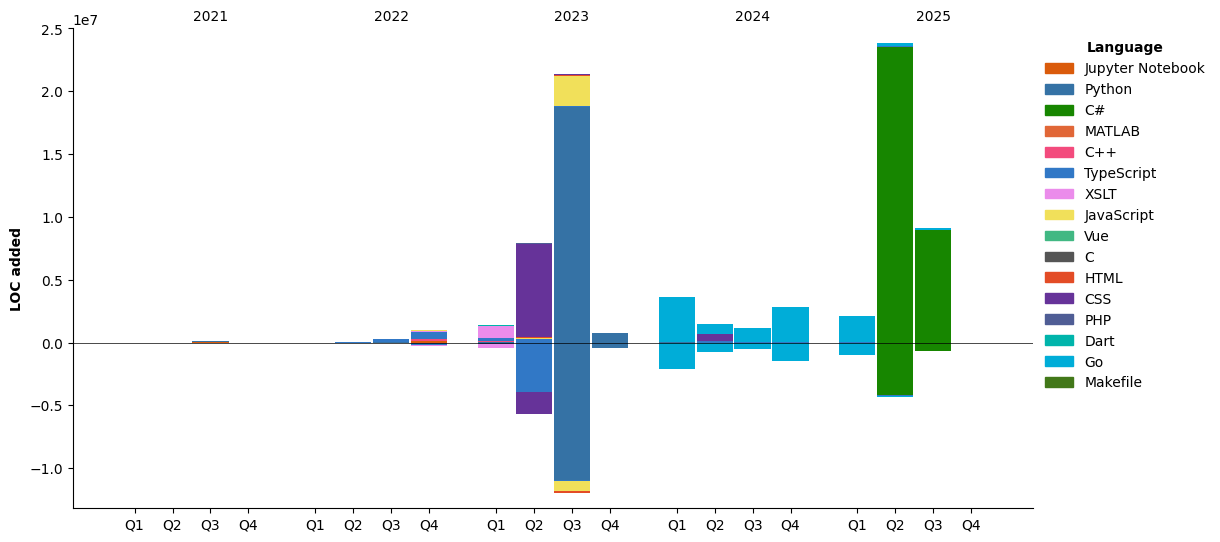 1e7
2021 2022 2023 2024 2025
2.5
2.0
1.5
1.0
0.5
0.0
−0.5
−1.0
LOC added
Q1 Q2 Q3 Q4 Q1 Q2 Q3 Q4 Q1 Q2 Q3 Q4 Q1 Q2 Q3 Q4 Q1 Q2 Q3 Q4
Language
Jupyter Notebook
Python
C#
MATLAB
C++
TypeScript
XSLT
JavaScript
Vue
C
HTML
CSS
PHP
Dart
Go
Makefile